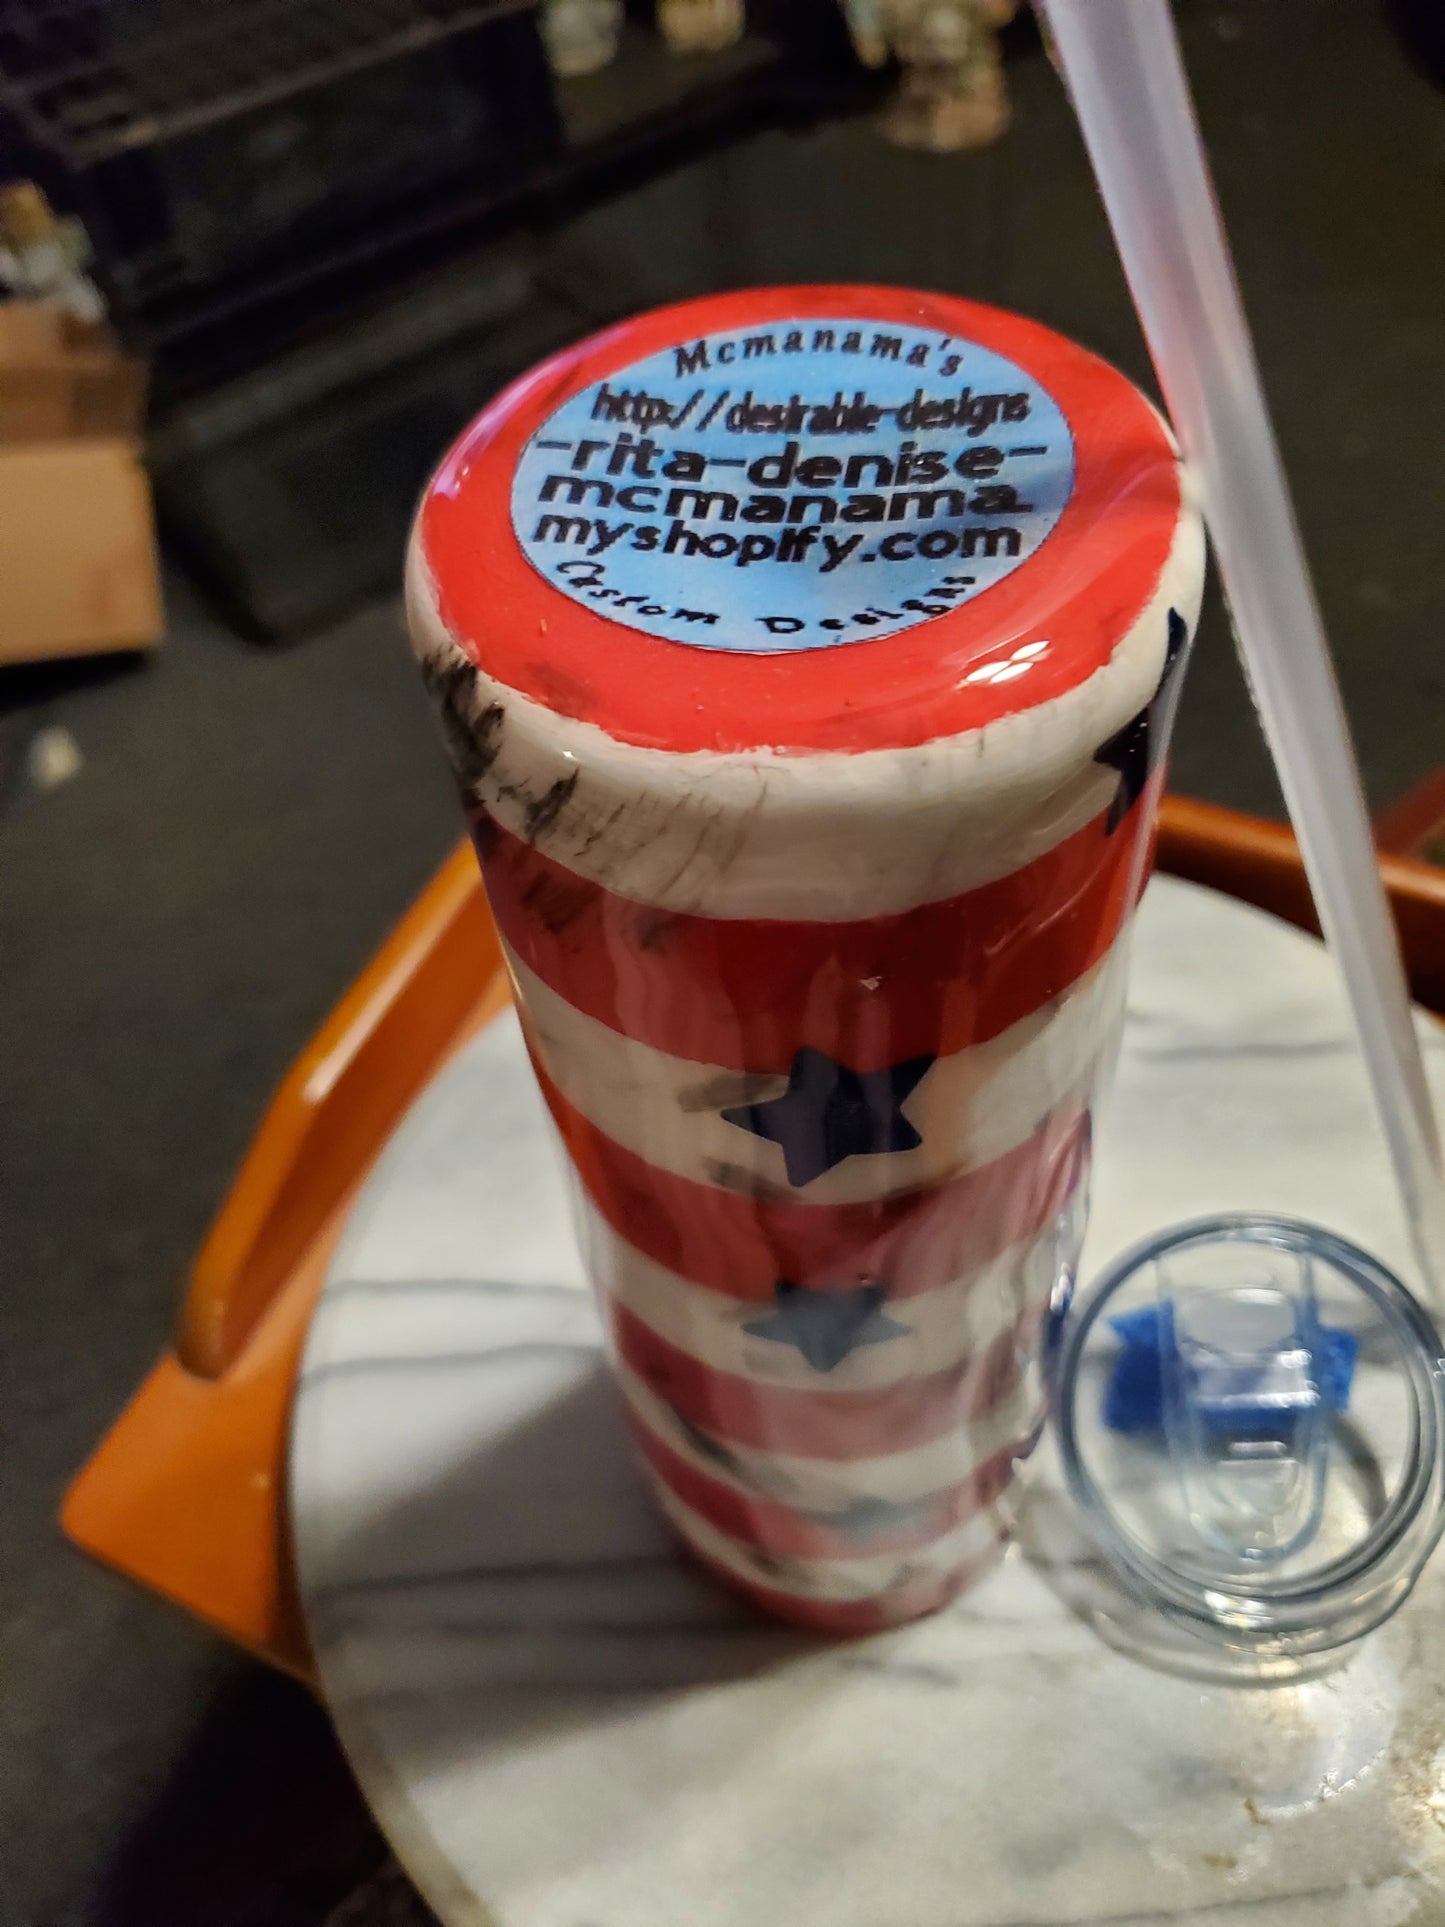 Mcmanama's
http://desirable-designs
-rita-denise-
mcmanama.
myshopify.com
Custom Designs